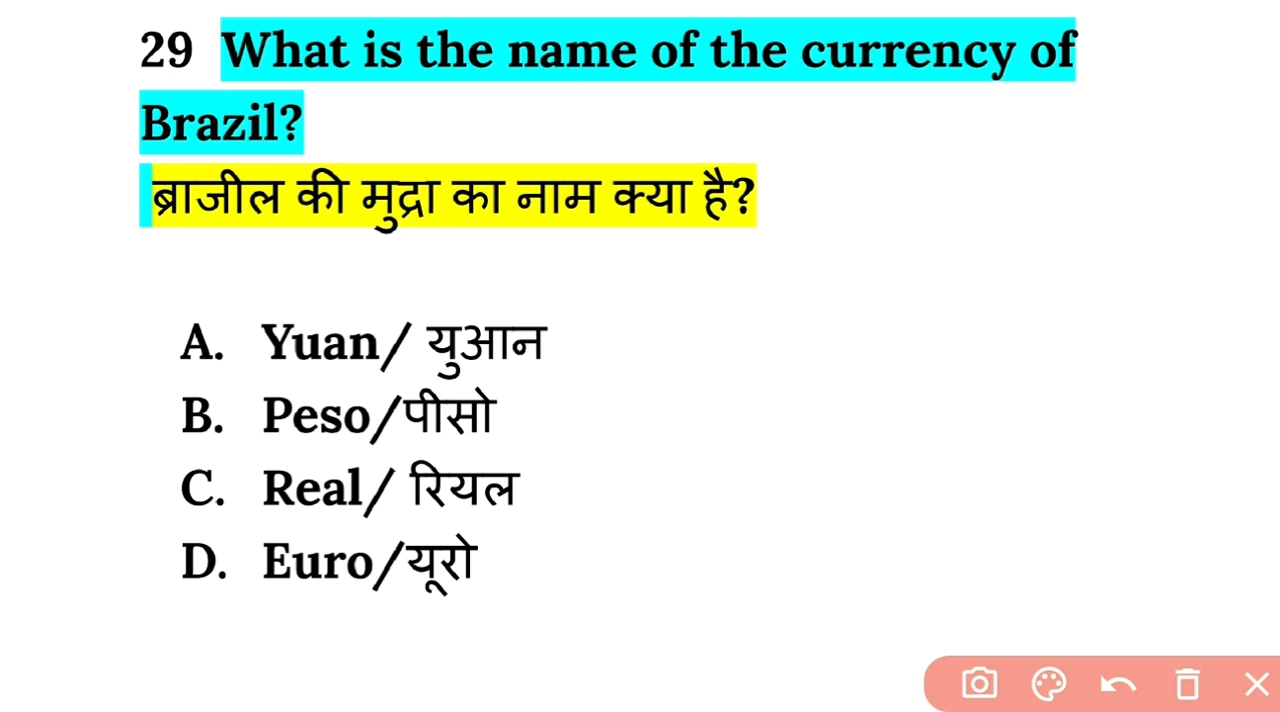 29 What is the name of the currency of
Brazil?
ब्राजील की मुद्रा का नाम क्या है?
A. Yuan/ युआन
B. Peso/पीसो
C. Real/ रियल
D. Euro/यूरो